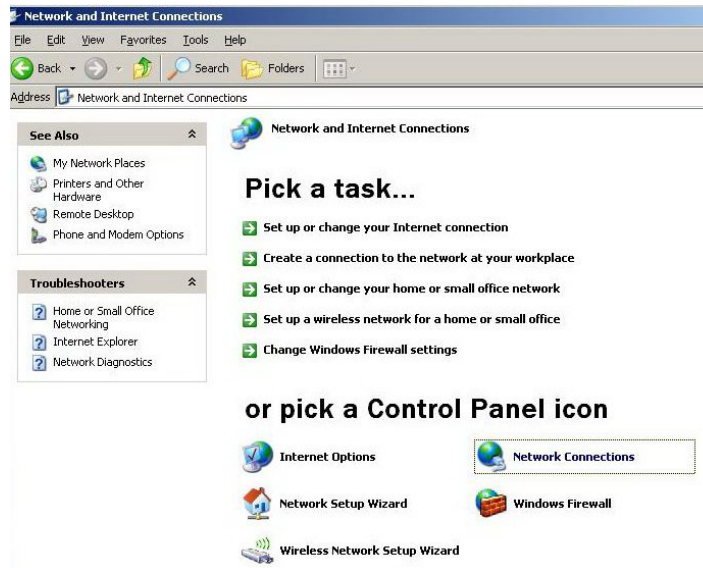 Network and Internet Connections
File Edit View Favorites Tools Help
Back Search Folders
Address Network and Internet Connections
See Also
My Network Places
Printers and Other
Hardware
Remote Desktop
Phone and Modem Options
Troubleshooters
Home or Small Office
Networking
Internet Explorer
Network Diagnostics
Network and Internet Connections
Pick a task...
Set up or change your Internet connection
Create a connection to the network at your workplace
Set up or change your home or small office network
Set up a wireless network for a home or small office
Change Windows Firewall settings
or pick a Control Panel icon
Internet Options Network Connections
Network Setup Wizard Windows Firewall
Wireless Network Setup Wizard